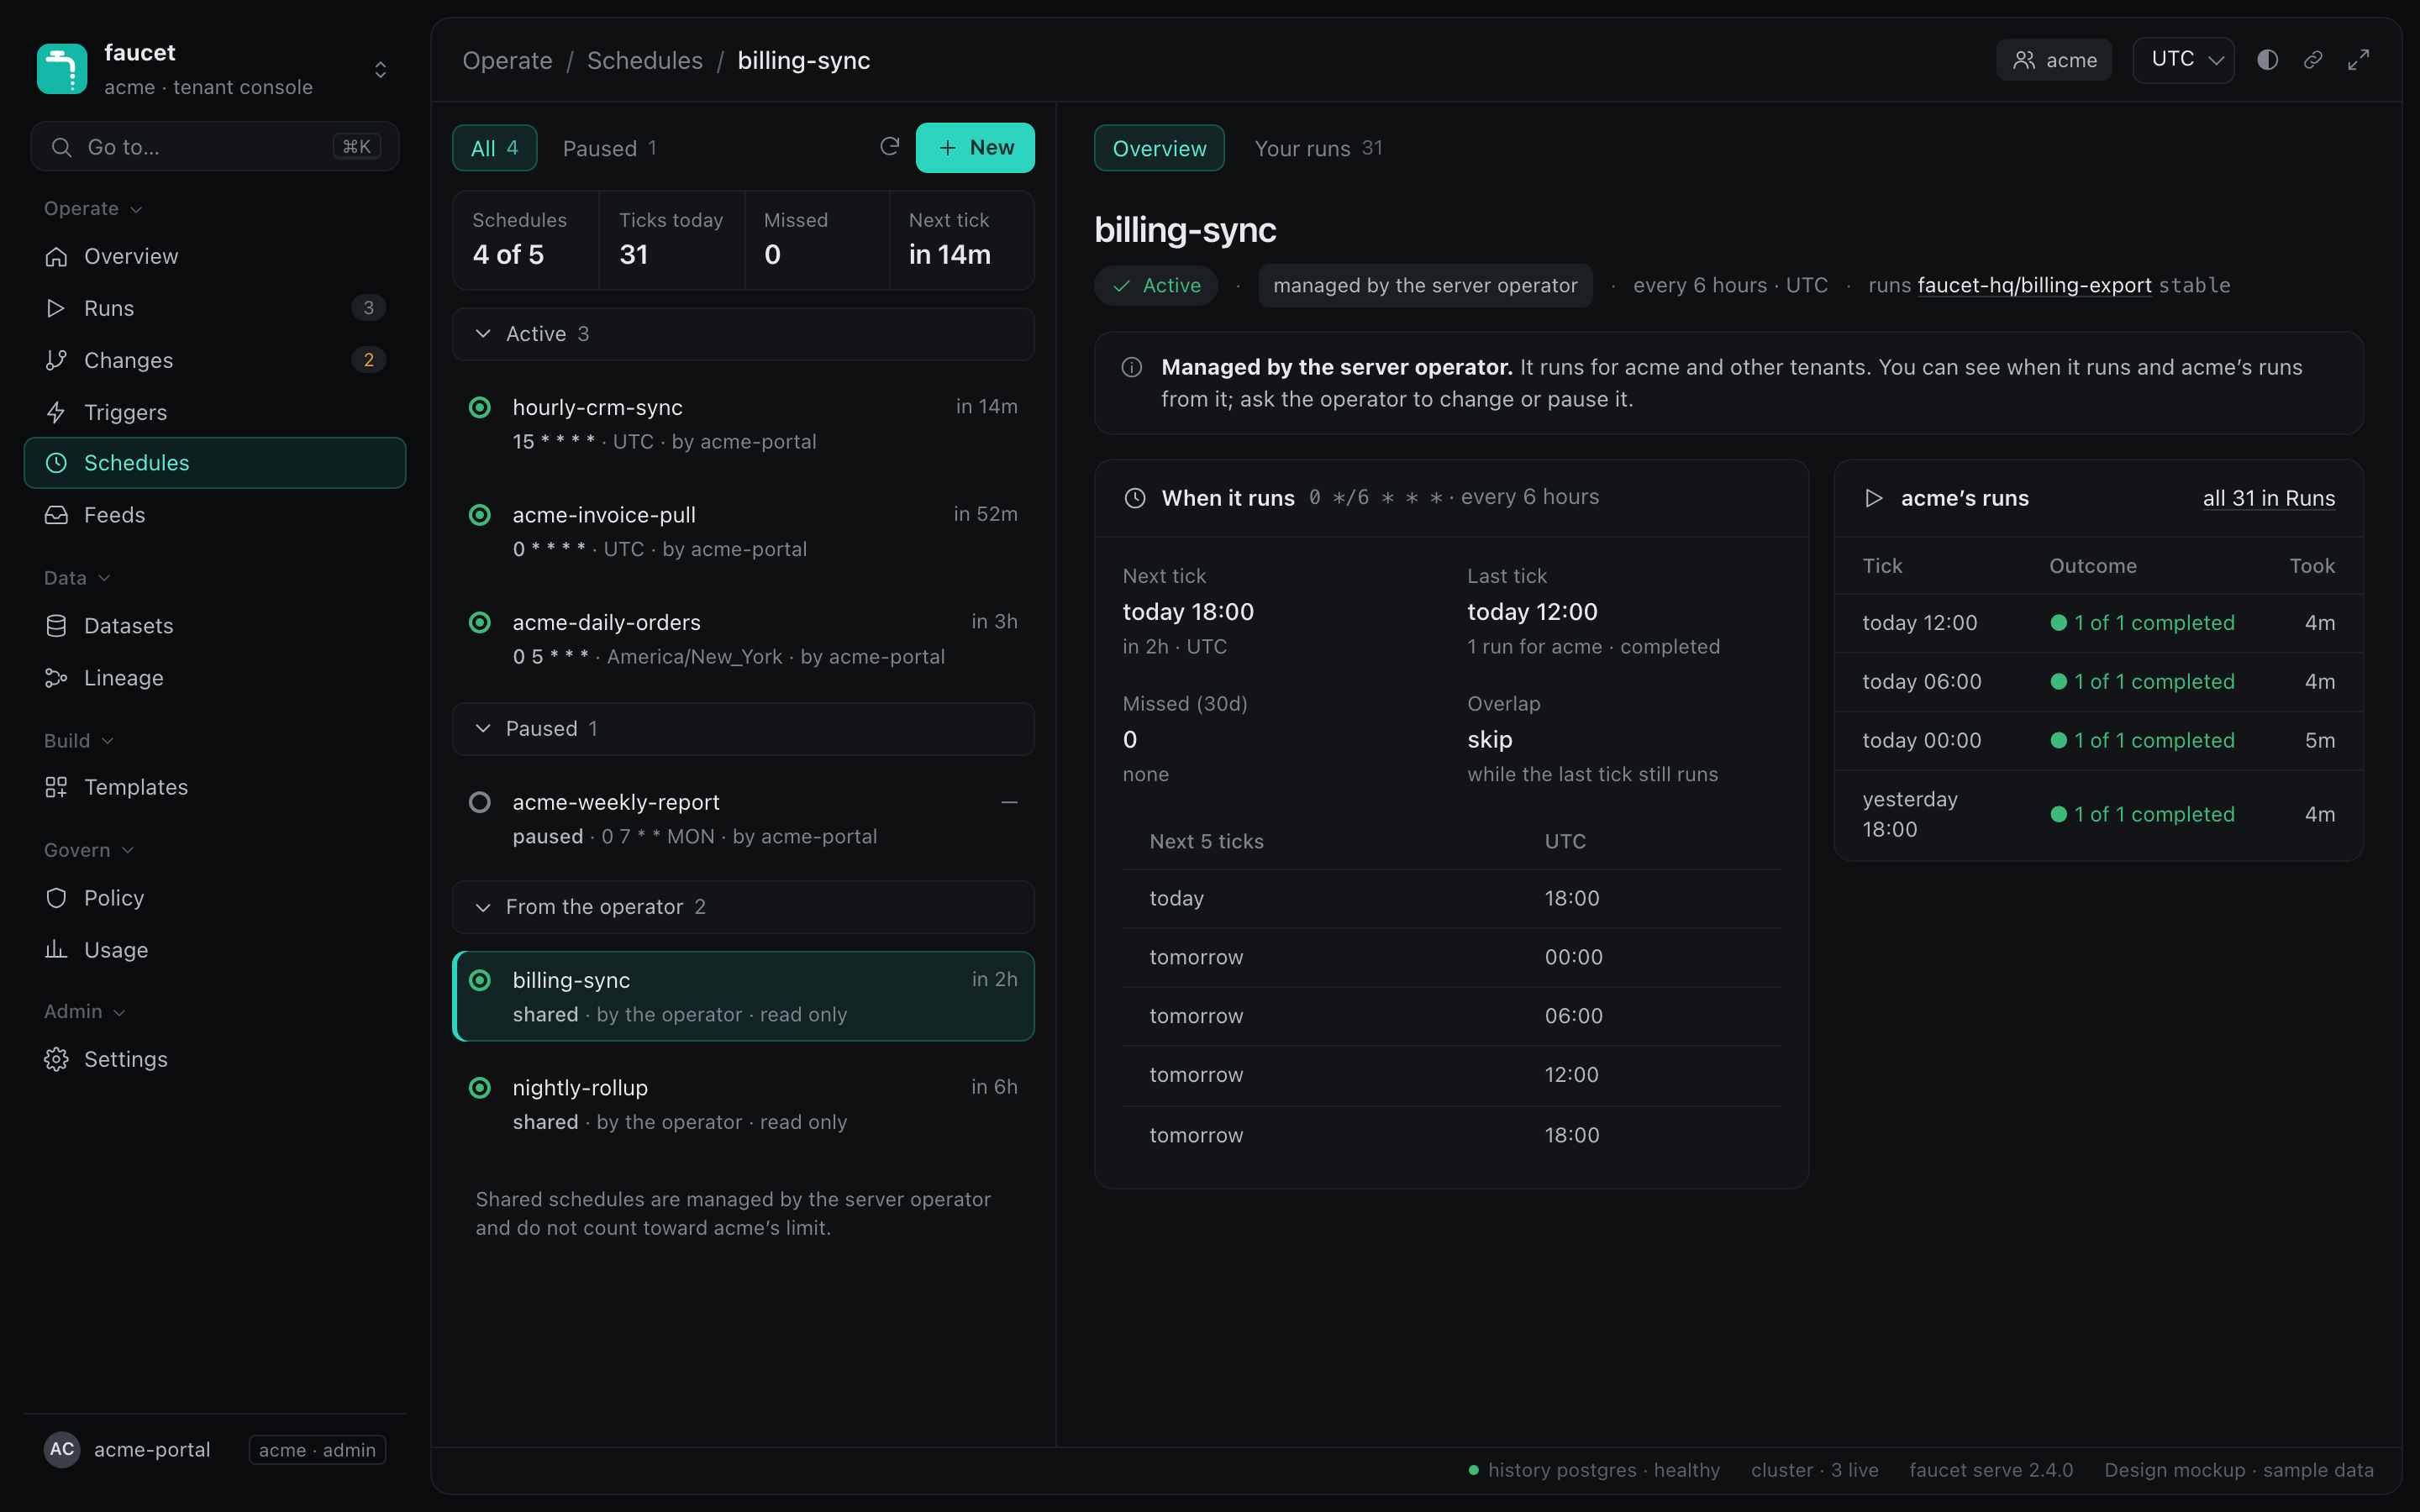 faucet
acme · tenant console
Go to...
⌘K
Operate
Overview
Runs 3
Changes 2
Triggers
Schedules
Feeds
Data
Datasets
Lineage
Build
Templates
Govern
Policy
Usage
Admin
Settings
AC acme-portal acme · admin
Operate / Schedules / billing-sync
acme
UTC
All 4 Paused 1
+ New
Schedules
4 of 5
Ticks today
31
Missed
0
Next tick
in 14m
Active 3
hourly-crm-sync in 14m
15 * * * * · UTC · by acme-portal
acme-invoice-pull in 52m
0 * * * * · UTC · by acme-portal
acme-daily-orders in 3h
0 5 * * * · America/New_York · by acme-portal
Paused 1
acme-weekly-report —
paused · 0 7 * * MON · by acme-portal
From the operator 2
billing-sync in 2h
shared · by the operator · read only
nightly-rollup in 6h
shared · by the operator · read only
Shared schedules are managed by the server operator
and do not count toward acme’s limit.
Overview Your runs 31
billing-sync
Active · managed by the server operator · every 6 hours · UTC · runs faucet-hq/billing-export stable
Managed by the server operator. It runs for acme and other tenants. You can see when it runs and acme’s runs
from it; ask the operator to change or pause it.
When it runs 0 */6 * * * · every 6 hours
Next tick
today 18:00
in 2h · UTC
Last tick
today 12:00
1 run for acme · completed
Missed (30d)
0
none
Overlap
skip
while the last tick still runs
Next 5 ticks UTC
today 18:00
tomorrow 00:00
tomorrow 06:00
tomorrow 12:00
tomorrow 18:00
acme’s runs all 31 in Runs
Tick Outcome Took
today 12:00 1 of 1 completed 4m
today 06:00 1 of 1 completed 4m
today 00:00 1 of 1 completed 5m
yesterday
18:00 1 of 1 completed 4m
history postgres · healthy cluster · 3 live faucet serve 2.4.0 Design mockup · sample data